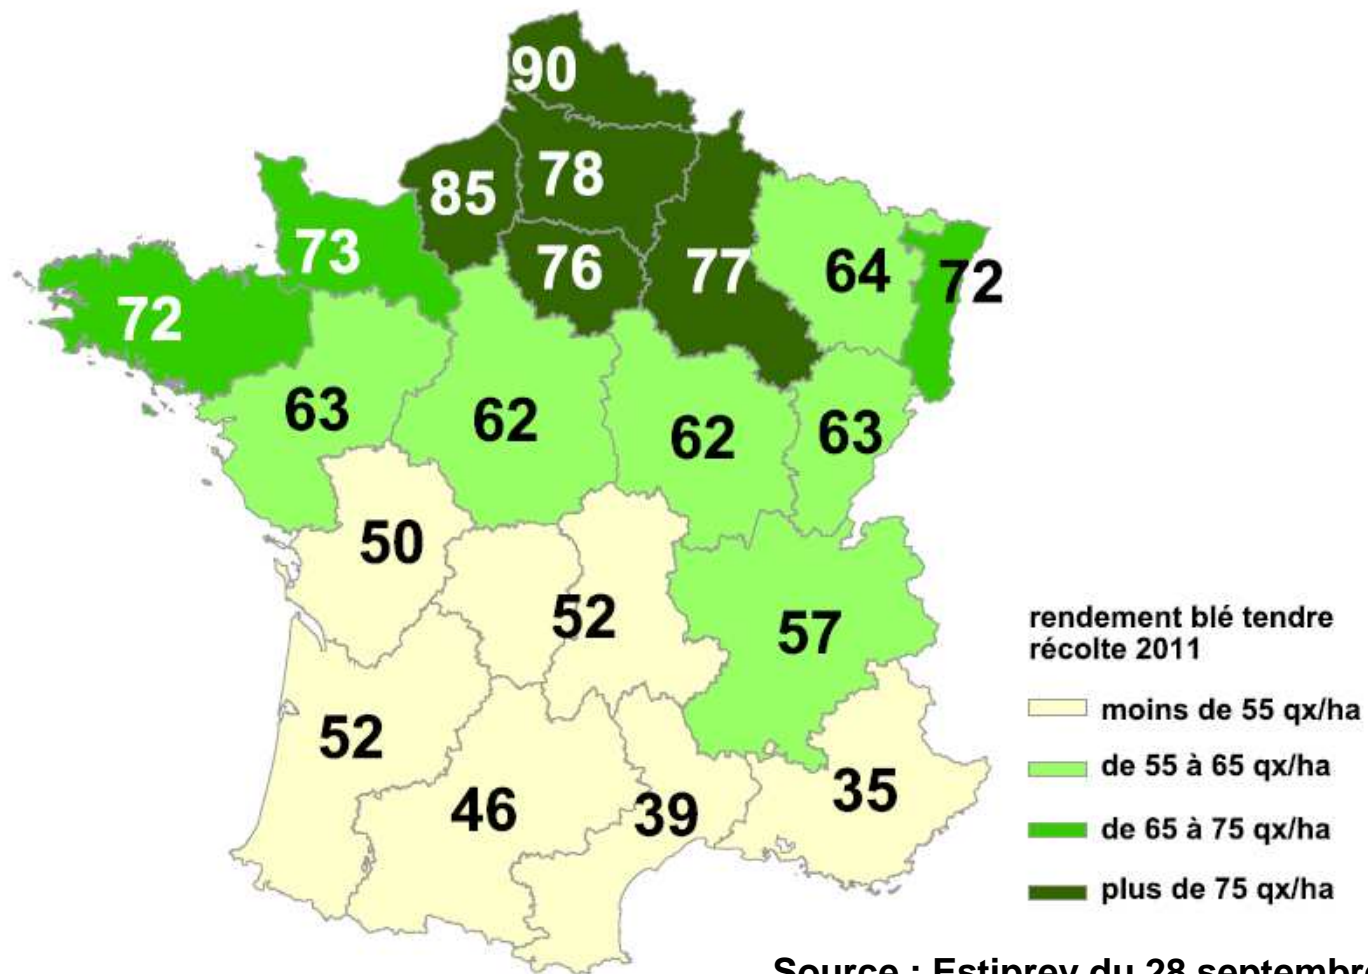 90
78
85
73
76
77
64
72
72
63
62
62
63
50
52
57
52
46
39
35
rendement blé tendre
récolte 2011
moins de 55 qx/ha
de 55 à 65 qx/ha
de 65 à 75 qx/ha
plus de 75 qx/ha
Source : Estiprev du 28 septembre